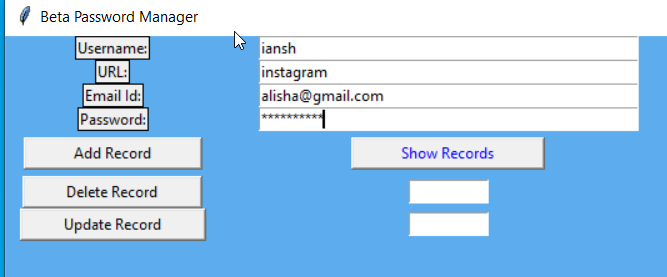 Beta Password Manager
Username: iansh
URL: instagram
Email Id: alisha@gmail.com
Password: **********
Add Record Show Records
Delete Record
Update Record